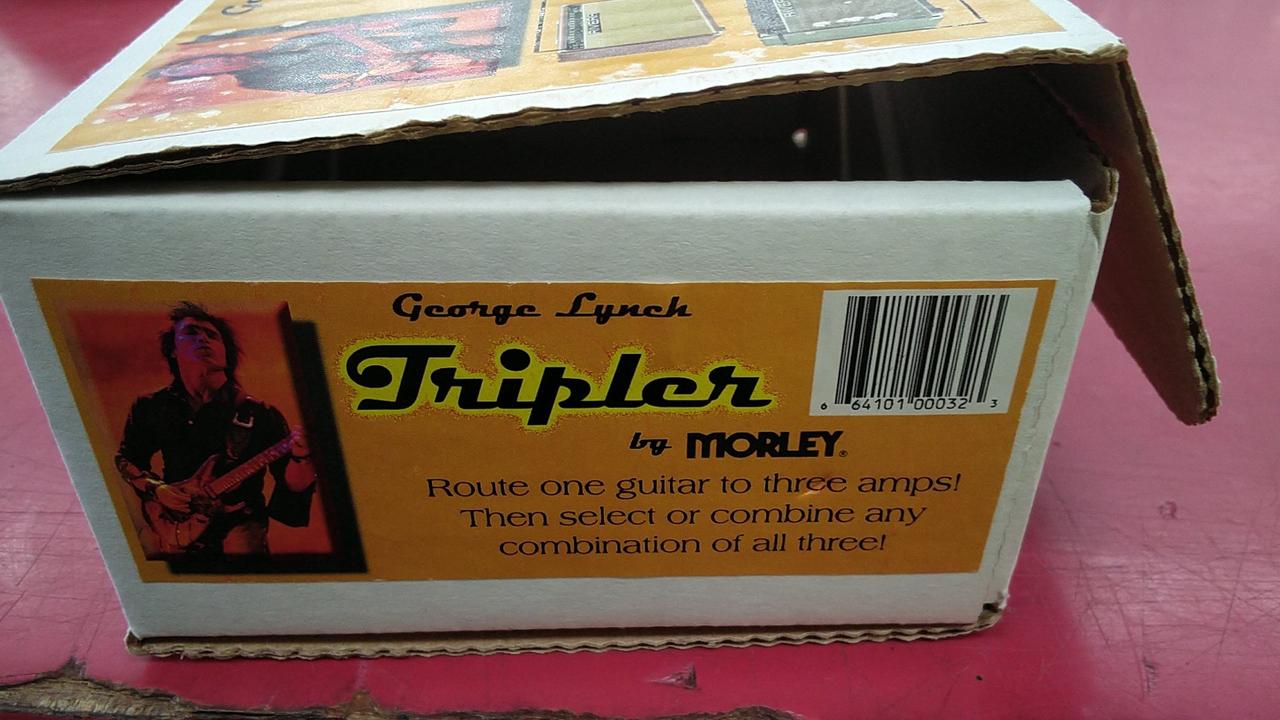 George Lynch
Tripler
by MORLEY®
Route one guitar to three amps!
Then select or combine any
combination of all three!
6 64101 00032 3